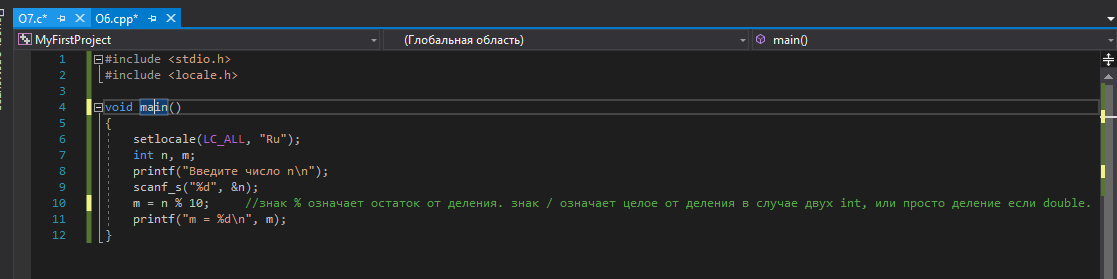 O7.c* O6.cpp*
MyFirstProject (Глобальная область) main()
1 #include <stdio.h>
2 #include <locale.h>
3
4 void main()
5 {
6 setlocale(LC_ALL, "Ru");
7 int n, m;
8 printf("Введите число n\n");
9 scanf_s("%d", &n);
10 m = n % 10; //знак % означает остаток от деления. знак / означает целое от деления в случае двух int, или просто деление если double.
11 printf("m = %d\n", m);
12 }